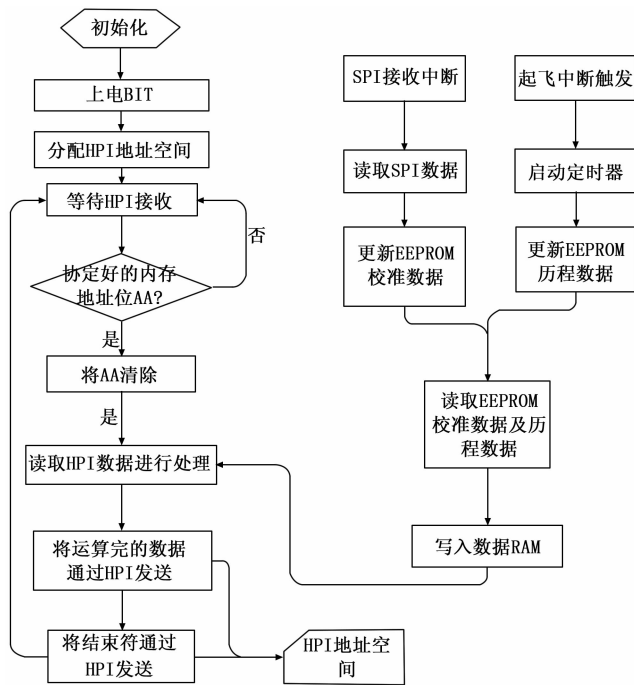 初始化
上电BIT
分配HPI地址空间
等待HPI接收
否
协定好的内存
地址位AA?
是
将AA清除
是
读取HPI数据进行处理
将运算完的数据
通过HPI发送
将结束符通过
HPI发送
HPI地址空
间
SPI接收中断
读取SPI数据
更新EEPROM
校准数据
起飞中断触发
启动定时器
更新EEPROM
历程数据
读取EEPROM
校准数据及历
程数据
写入数据RAM